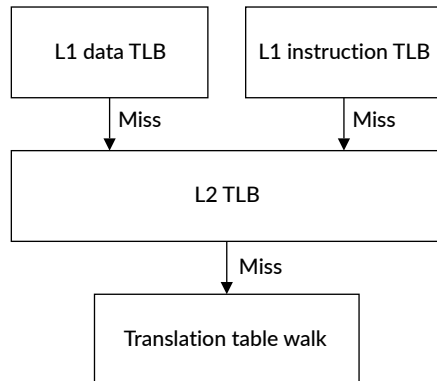 L1 data TLB
L1 instruction TLB
Miss
Miss
L2 TLB
Miss
Translation table walk